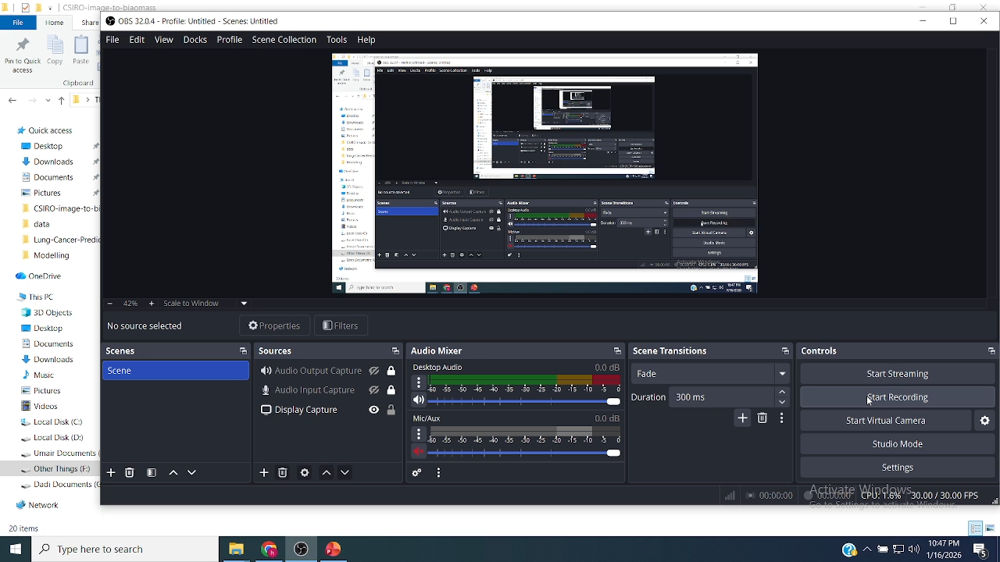 CSIRO-image-to-biaomass
OBS 32.0.4 - Profile: Untitled - Scenes: Untitled
File
Home
Share
File Edit View Docks Profile Scene Collection Tools Help
Pin to Quick access
Copy
Paste
Clipboard
Quick access
Desktop
Downloads
Documents
Pictures
CSIRO-image-to-bi
Lung-Cancer-Predic
Modeling
OneDrive
This PC
3D Objects
Desktop
Documents
Downloads
Music
Pictures
Videos
Local Disk (C:)
Local Disk (D:)
Umair Documents (
Other Things (F:)
Dadi Documents (G
Network
20 items
42% Scale to Window
No source selected
Properties
Filters
Scenes
Scene
Sources
Audio Output Capture
Audio Input Capture
Display Capture
Audio Mixer
Desktop Audio 0.0 dB
-60 -55 -50 -45 -40 -35 -30 -25 -20 -15 -10 -5 0
Mic/Aux 0.0 dB
-60 -55 -50 -45 -40 -35 -30 -25 -20 -15 -10 -5 0
Scene Transitions
Fade
Duration 300 ms
Controls
Start Streaming
Start Recording
Start Virtual Camera
Studio Mode
Settings
Activate Windows
Go to Settings to activate Windows.
00:00:00
00:00:00
CPU: 1.8%
30.00 / 30.00 FPS
Type here to search
10:47 PM
1/16/2026
5